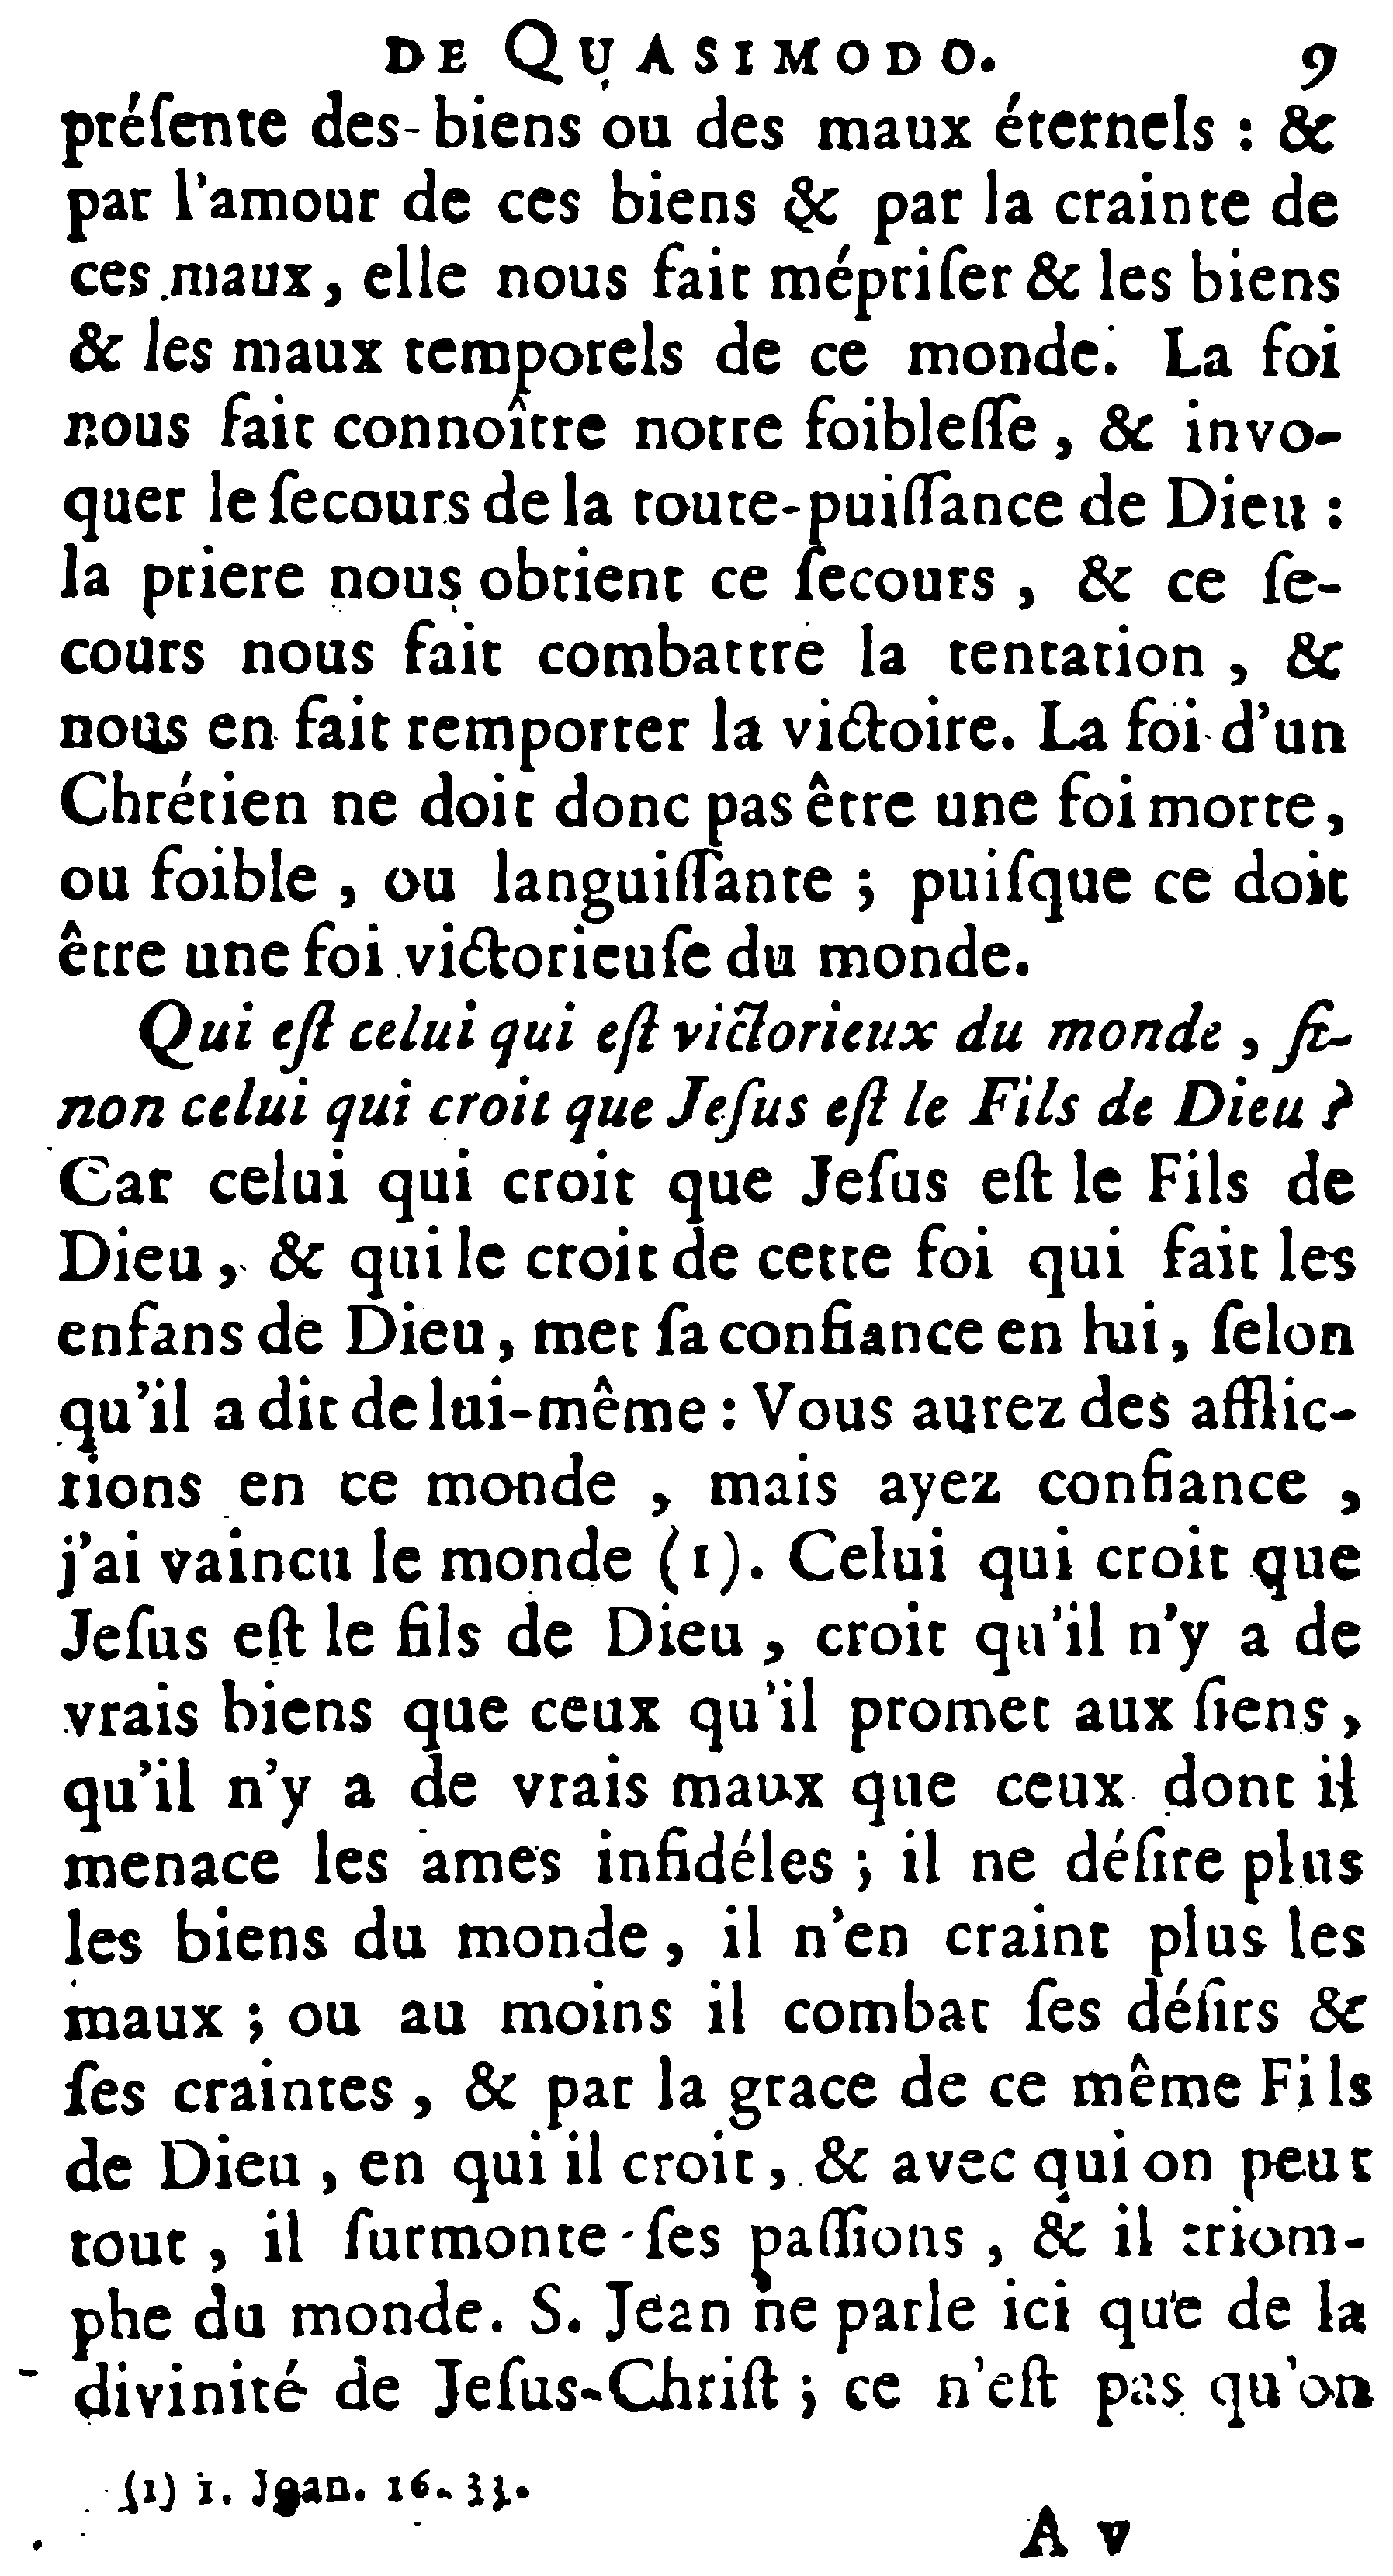 DE QUASIMODO. 9
préſente des-biens ou des maux éternels : &
par l'amour de ces biens & par la crainte de
ces maux, elle nous fait mépriſer & les biens
& les maux temporels de ce monde. La foi
nous fait connoître notre foibleſſe, & invo-
quer le ſecours de la toute-puiſſance de Dieu :
la priere nous obtient ce ſecours, & ce ſe-
cours nous fait combattre la tentation, &
nous en fait remporter la victoire. La foi d'un
Chrétien ne doit donc pas être une foi morte,
ou foible, ou languiſſante ; puiſque ce doit
être une foi victorieuſe du monde.
Qui eſt celui qui eſt victorieux du monde, ſi-
non celui qui croit que Jeſus eſt le Fils de Dieu ?
Car celui qui croit que Jeſus eſt le Fils de
Dieu, & qui le croit de cette foi qui fait les
enfans de Dieu, met ſa confiance en lui, ſelon
qu'il a dit de lui-même : Vous aurez des afflic-
tions en ce monde, mais ayez confiance,
j'ai vaincu le monde (1). Celui qui croit que
Jeſus eſt le fils de Dieu, croit qu'il n'y a de
vrais biens que ceux qu'il promet aux ſiens,
qu'il n'y a de vrais maux que ceux dont il
menace les ames infidéles ; il ne déſire plus
les biens du monde, il n'en craint plus les
maux ; ou au moins il combat ſes déſirs &
ſes craintes, & par la grace de ce même Fils
de Dieu, en qui il croit, & avec qui on peut
tout, il ſurmonte ſes paſſions, & il triom-
phe du monde. S. Jean ne parle ici que de la
divinité de Jeſus-Chriſt ; ce n'eſt pas qu'on
(1) 1. Joan. 16. 33.
A v